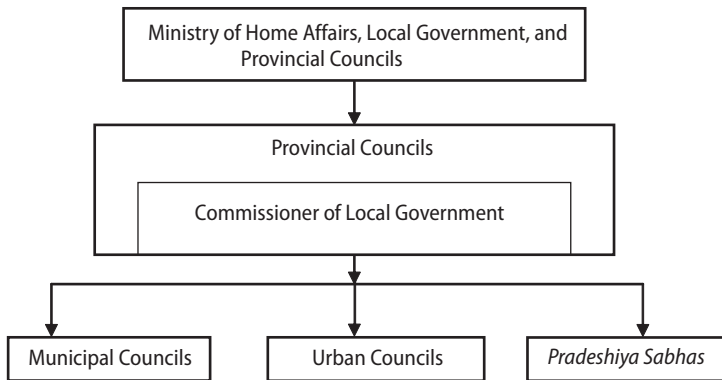 Ministry of Home Affairs, Local Government, and
Provincial Councils
Provincial Councils
Commissioner of Local Government
Municipal Councils
Urban Councils
Pradeshiya Sabhas